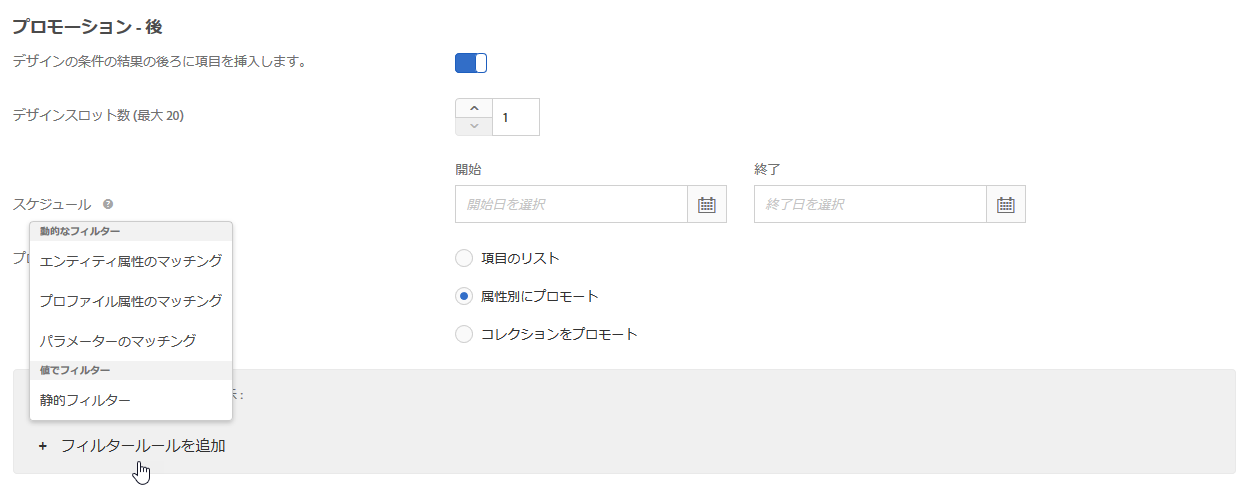 プロモーション - 後
デザインの条件の結果の後ろに項目を挿入します。
デザインスロット数 (最大 20)
1
開始
終了
スケジュール
開始日を選択
終了日を選択
動的なフィルター
エンティティ属性のマッチング
プロファイル属性のマッチング
パラメーターのマッチング
値でフィルター
静的フィルター
項目のリスト
属性別にプロモート
コレクションをプロモート
+ フィルタールールを追加